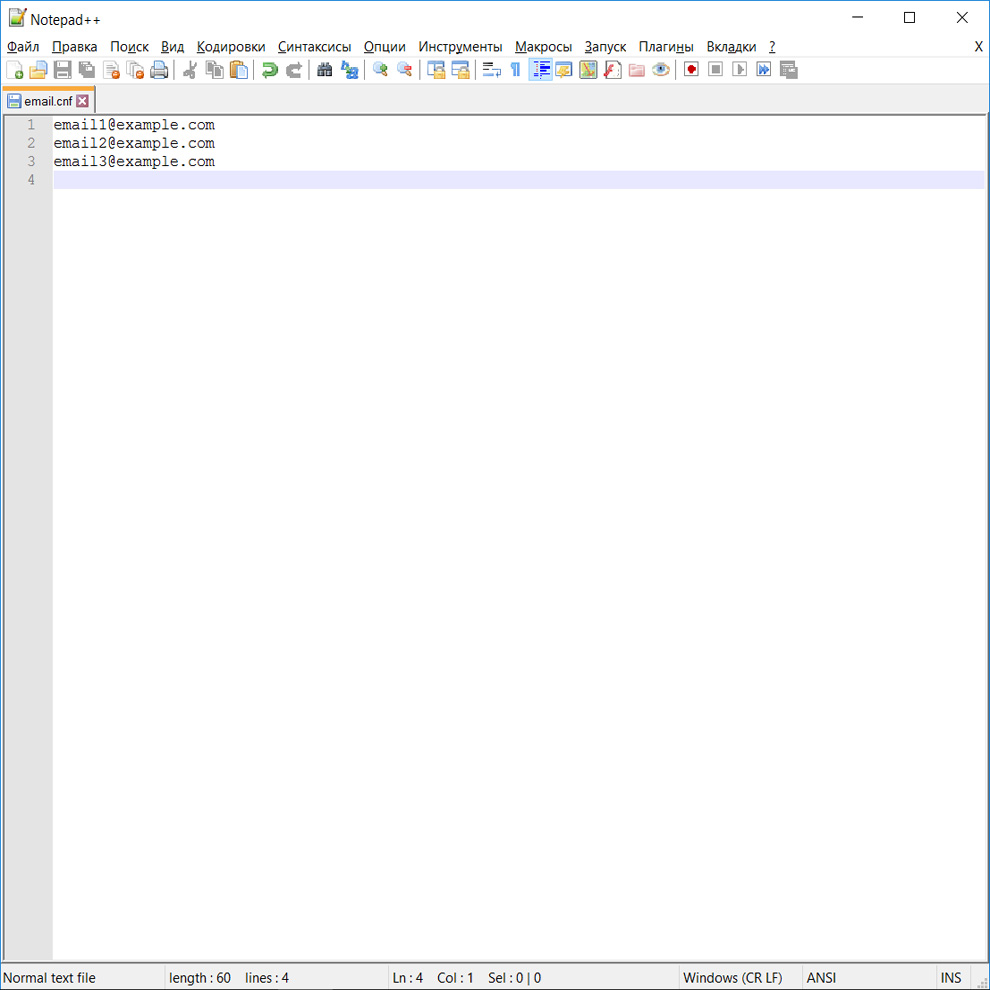 Notepad++
Файл Правка Поиск Вид Кодировки Синтаксисы Опции Инструменты Макросы Запуск Плагины Вкладки ? X
email.cnf
1 email1@example.com
2 email2@example.com
3 email3@example.com
4
Normal text file length : 60 lines : 4 Ln : 4 Col : 1 Sel : 0 | 0 Windows (CR LF) ANSI INS